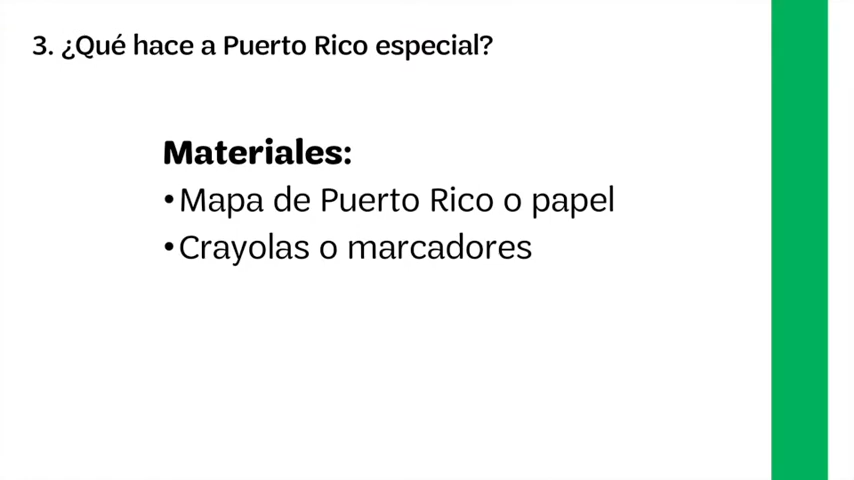 3. ¿Qué hace a Puerto Rico especial?
Materiales:
•Mapa de Puerto Rico o papel
•Crayolas o marcadores